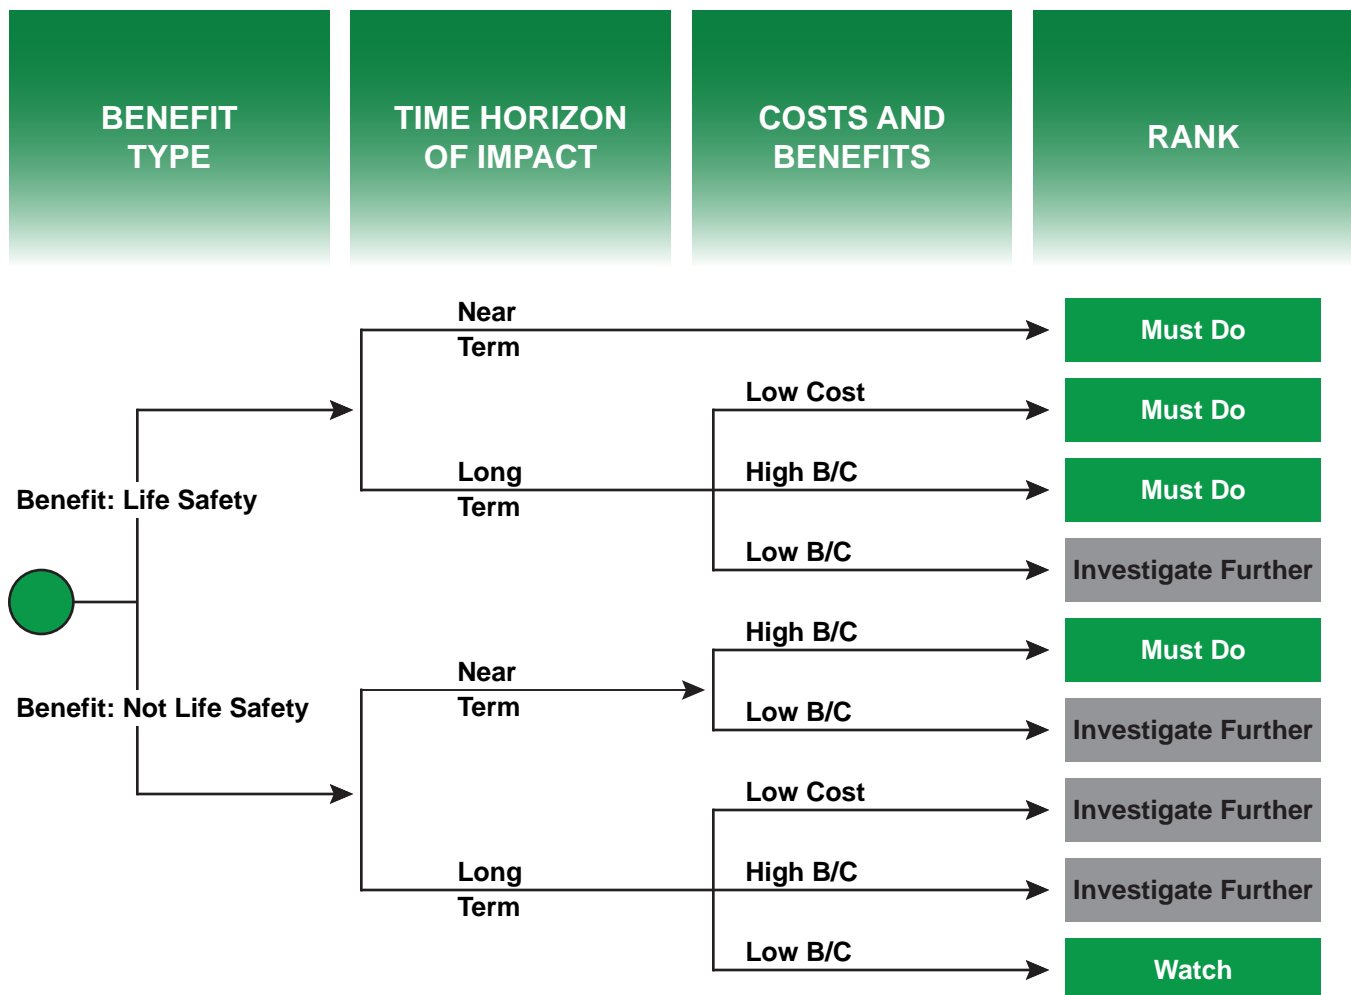 BENEFIT
TYPE
TIME HORIZON
OF IMPACT
COSTS AND
BENEFITS
RANK
Near
Term
Must Do
Low Cost
Must Do
Long
Term
High B/C
Must Do
Benefit: Life Safety
Low B/C
Investigate Further
High B/C
Must Do
Near
Term
Benefit: Not Life Safety
Low B/C
Investigate Further
Low Cost
Investigate Further
Long
Term
High B/C
Investigate Further
Low B/C
Watch